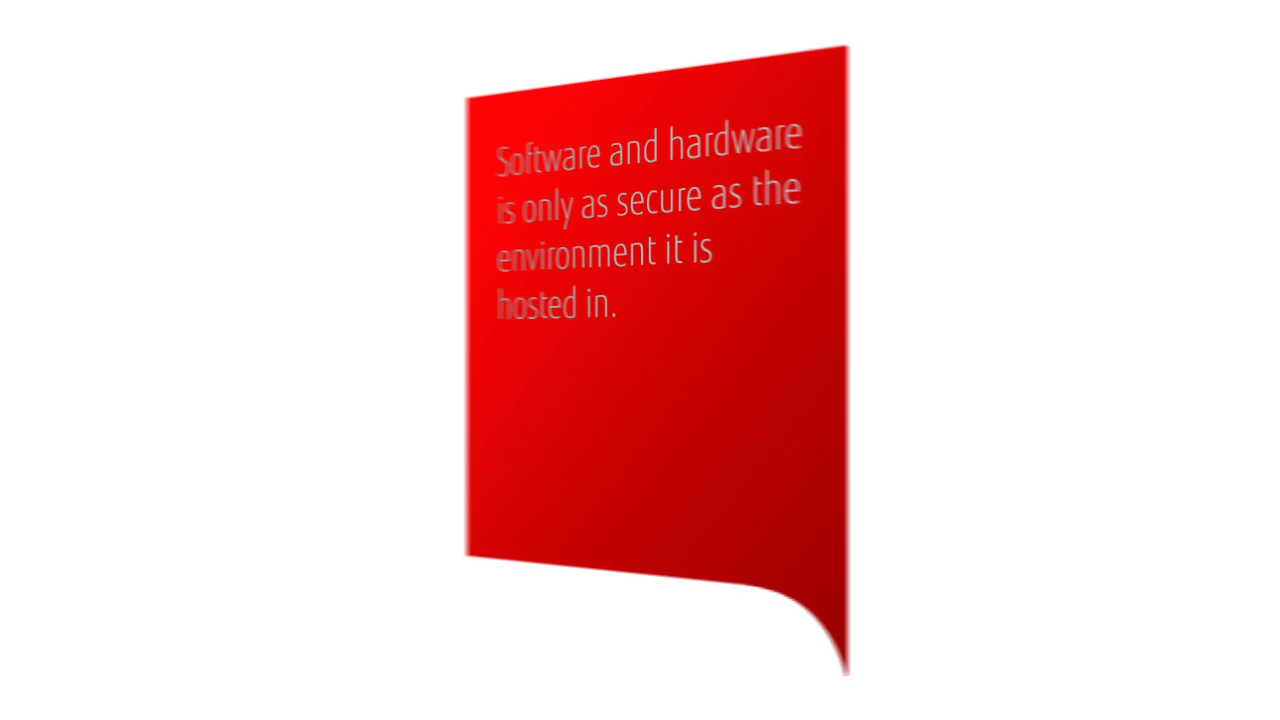 Software and hardware
is only as secure as the
environment it is
hosted in.